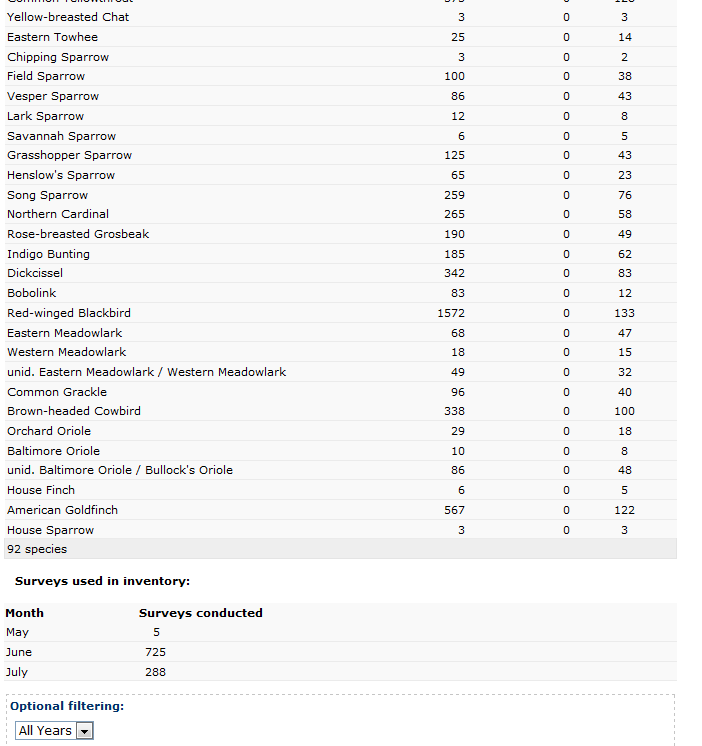 Common Yellowthroat 373 0 128
Yellow-breasted Chat 3 0 3
Eastern Towhee 25 0 14
Chipping Sparrow 3 0 2
Field Sparrow 100 0 38
Vesper Sparrow 86 0 43
Lark Sparrow 12 0 8
Savannah Sparrow 6 0 5
Grasshopper Sparrow 125 0 43
Henslow's Sparrow 65 0 23
Song Sparrow 259 0 76
Northern Cardinal 265 0 58
Rose-breasted Grosbeak 190 0 49
Indigo Bunting 185 0 62
Dickcissel 342 0 83
Bobolink 83 0 12
Red-winged Blackbird 1572 0 133
Eastern Meadowlark 68 0 47
Western Meadowlark 18 0 15
unid. Eastern Meadowlark / Western Meadowlark 49 0 32
Common Grackle 96 0 40
Brown-headed Cowbird 338 0 100
Orchard Oriole 29 0 18
Baltimore Oriole 10 0 8
unid. Baltimore Oriole / Bullock's Oriole 86 0 48
House Finch 6 0 5
American Goldfinch 567 0 122
House Sparrow 3 0 3
92 species
Surveys used in inventory:
Month Surveys conducted
May 5
June 725
July 288
Optional filtering:
All Years